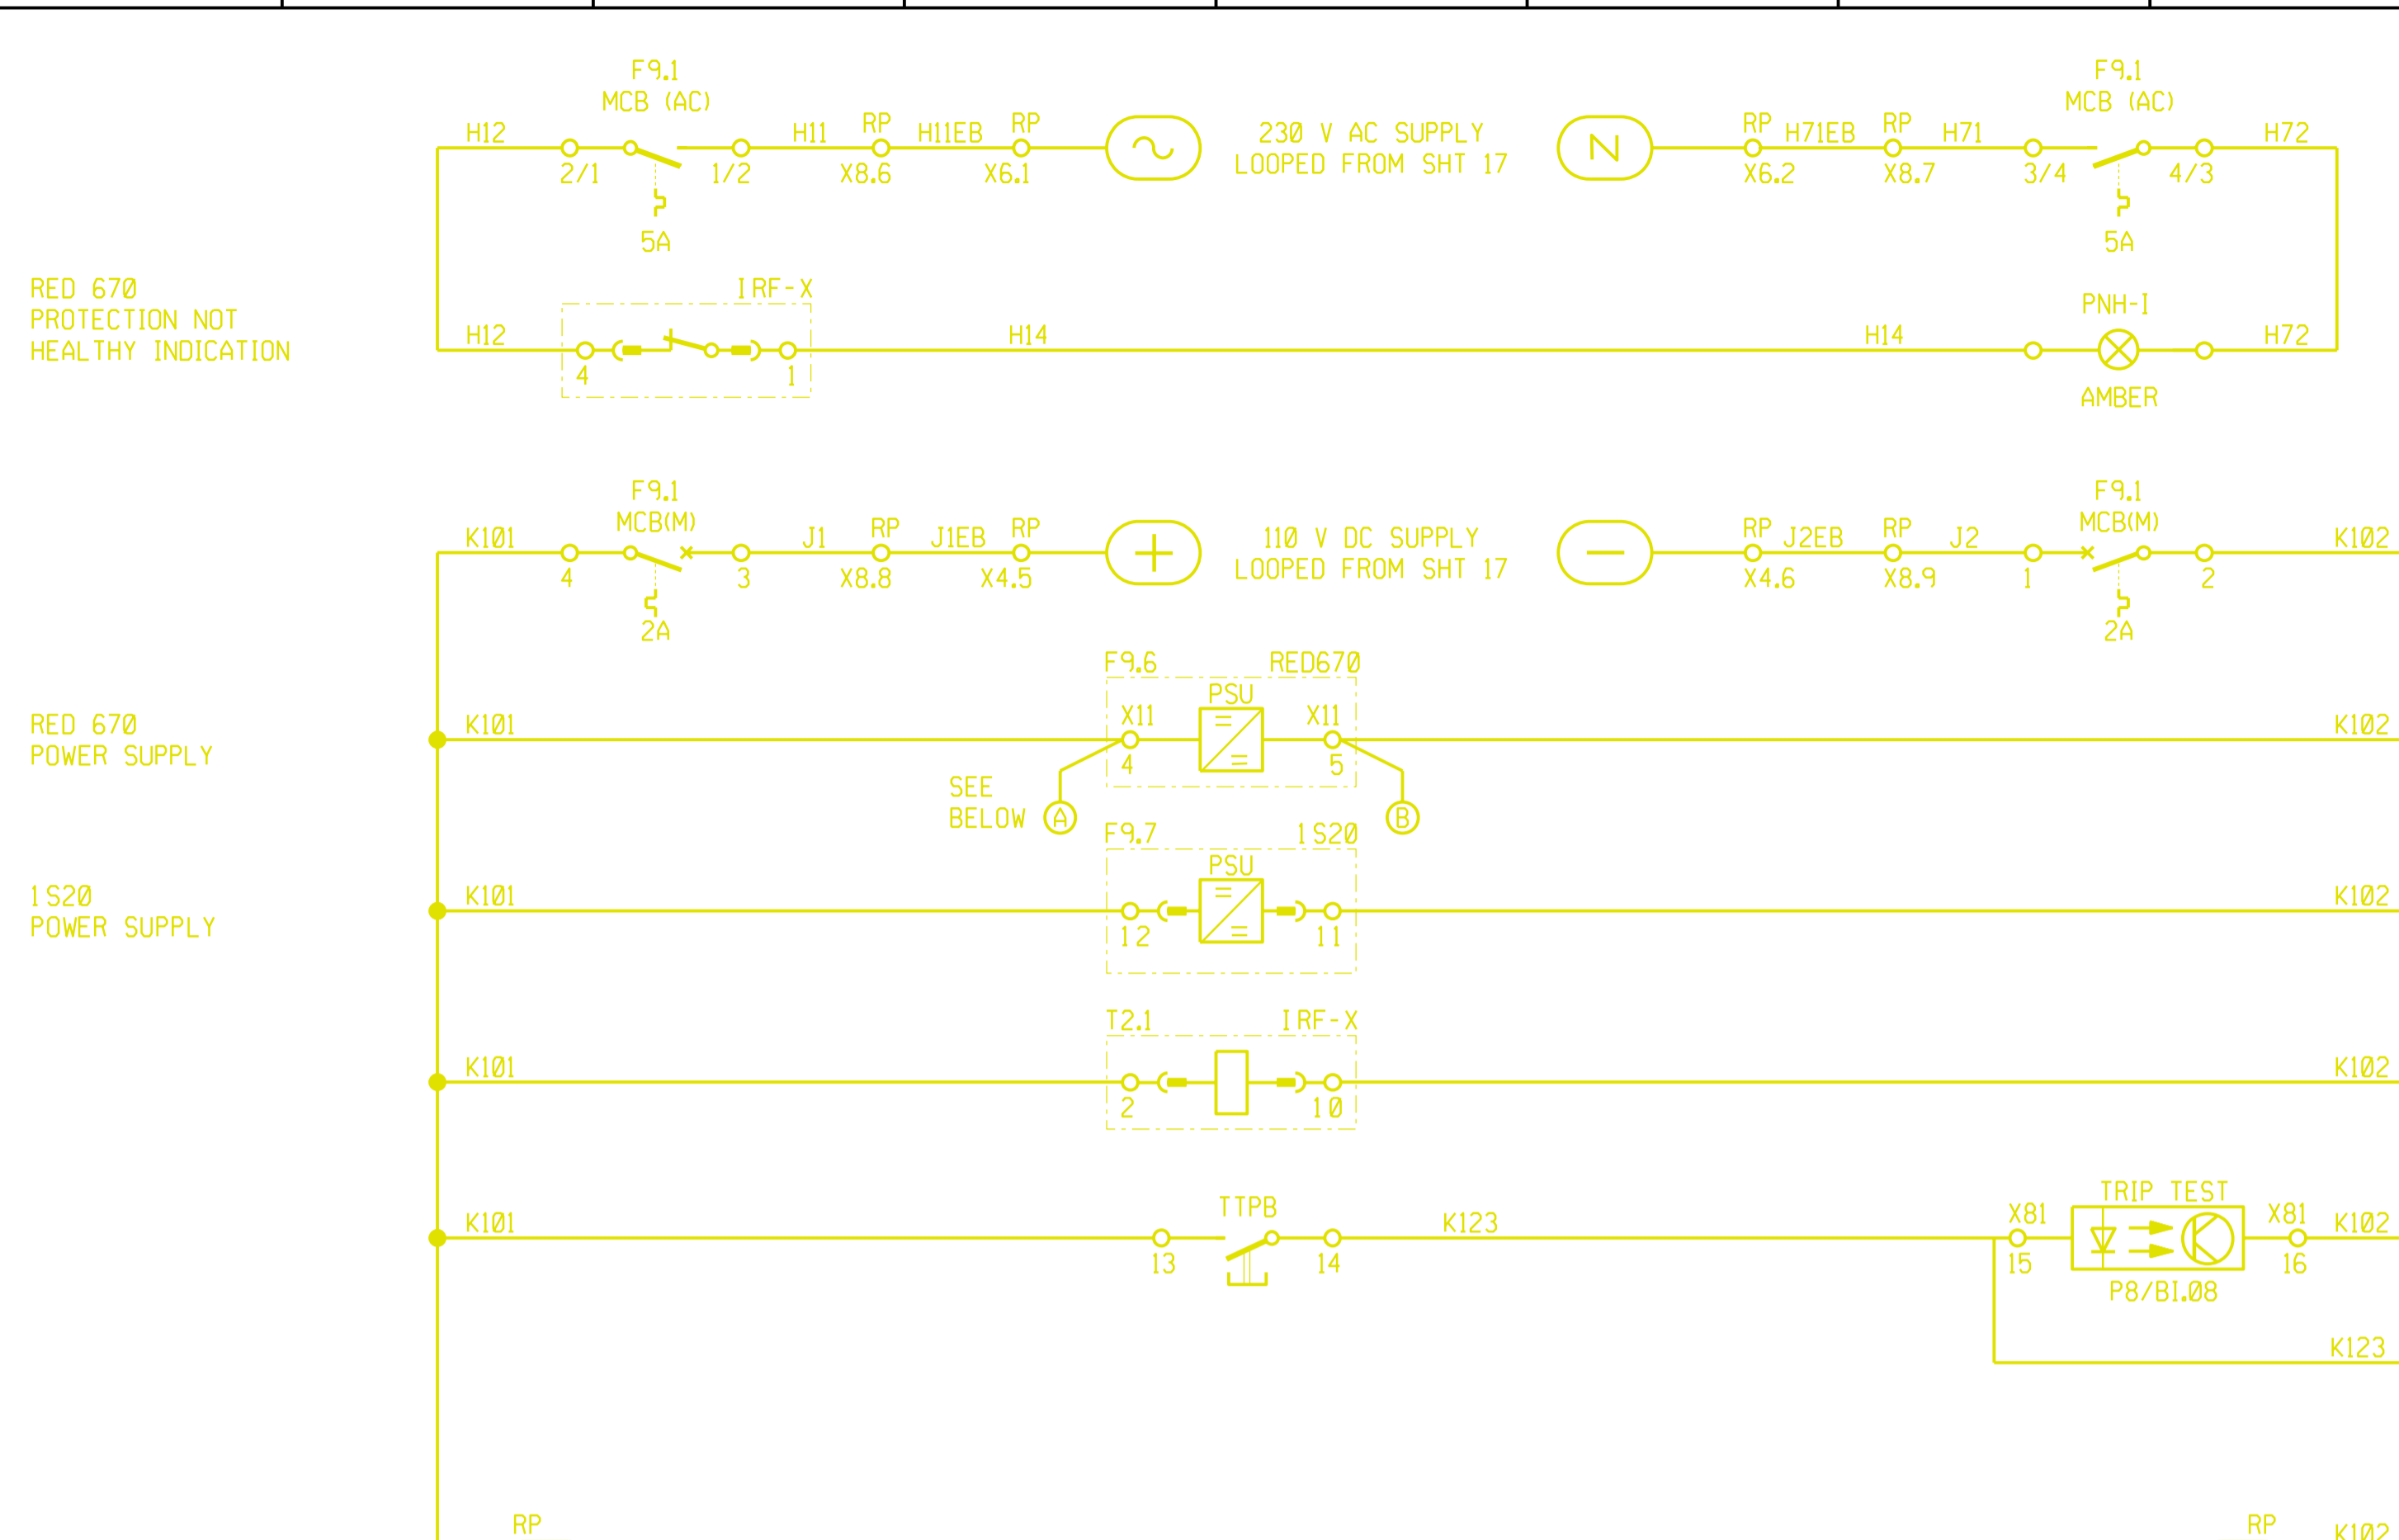 F9.1
MCB (AC)
H12
2/1
1/2
5A
H11
RP
X8.6
H11EB
RP
X6.1
230 V AC SUPPLY
LOOPED FROM SHT 17
N
RP
X6.2
H71EB
RP
X8.7
H71
F9.1
MCB (AC)
3/4
4/3
5A
H72
RED 670
PROTECTION NOT
HEALTHY INDICATION
H12
IRF-X
4
1
H14
H14
PNH-I
AMBER
H72
F9.1
MCB(M)
K101
4
3
2A
J1
RP
X8.8
J1EB
RP
X4.5
110 V DC SUPPLY
LOOPED FROM SHT 17
RP
X4.6
J2EB
RP
X8.9
J2
F9.1
MCB(M)
1
2
2A
K102
RED 670
POWER SUPPLY
K101
F9.6
RED670
PSU
X11
X11
4
5
SEE
BELOW
A
B
K102
1S20
POWER SUPPLY
K101
F9.7
1S20
PSU
12
11
K102
K101
T2.1
IRF-X
2
10
K102
K101
TTPB
13
14
K123
X81
15
TRIP TEST
P8/BI.08
X81
16
K102
K123
RP
RP
K102